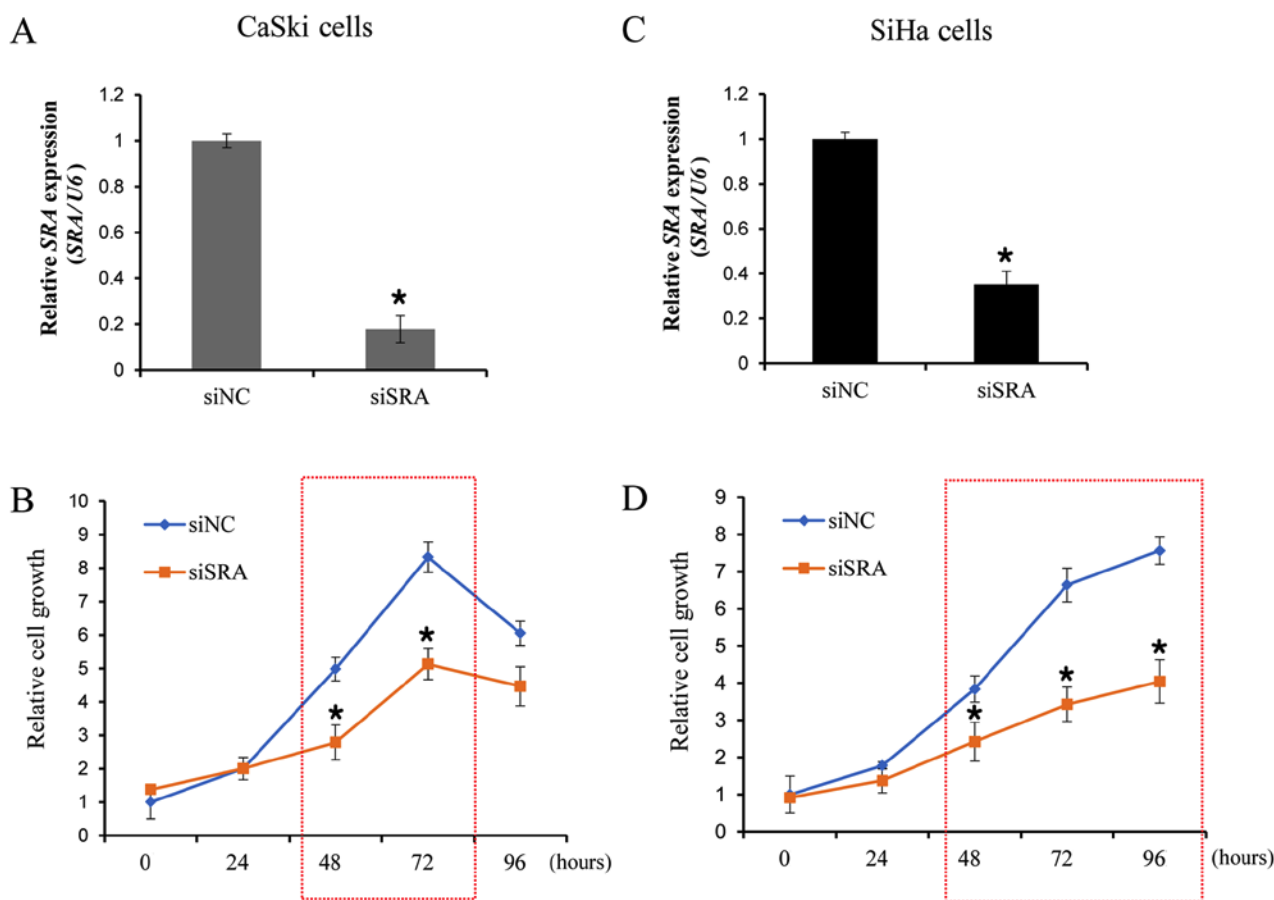 A
CaSki cells
Relative SRA expression
(SRA/U6)
1.2
1
0.8
0.6
0.4
0.2
0
*
siNC
siSRA
C
SiHa cells
Relative SRA expression
(SRA/U6)
1.2
1
0.8
0.6
0.4
0.2
0
*
siNC
siSRA
B
Relative cell growth
10
9
8
7
6
5
4
3
2
1
0
siNC
siSRA
*
*
0 24 48 72 96 (hours)
D
Relative cell growth
9
8
7
6
5
4
3
2
1
0
siNC
siSRA
*
*
*
0 24 48 72 96 (hours)